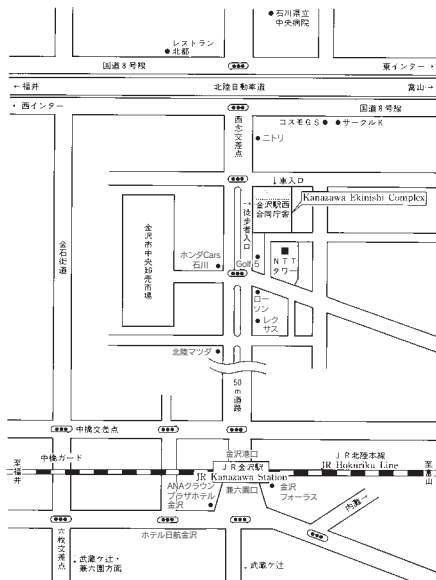 石川県立
中央病院
レストラン
北都
国道8号線
東インター→
←福井
北陸自動車道
富山→
・西インター
国道8号線
コスモGS
サークルK
西念交差点
ニトリ
↓車入口
Kanazawa Ekinishi Complex
金沢駅西
合同庁舎
→徒歩者入口
金沢市中央卸売市場
金石街道
NTT
タワー
ホンダCars
石川
Golf 5
ローソン
レクサス
北陸マツダ
50m道路
中橋交差点
金沢港口
中橋ガード
JR北陸本線
JR Hokuriku Line
至福井
JR金沢駅
JR Kanazawa Station
至富山
ANAクラウン
プラザホテル
金沢
兼六園口
金沢
フォーラス
内灘→
六枚交差点
ホテル日航金沢
武蔵ケ辻・
兼六園方面
武蔵ケ辻